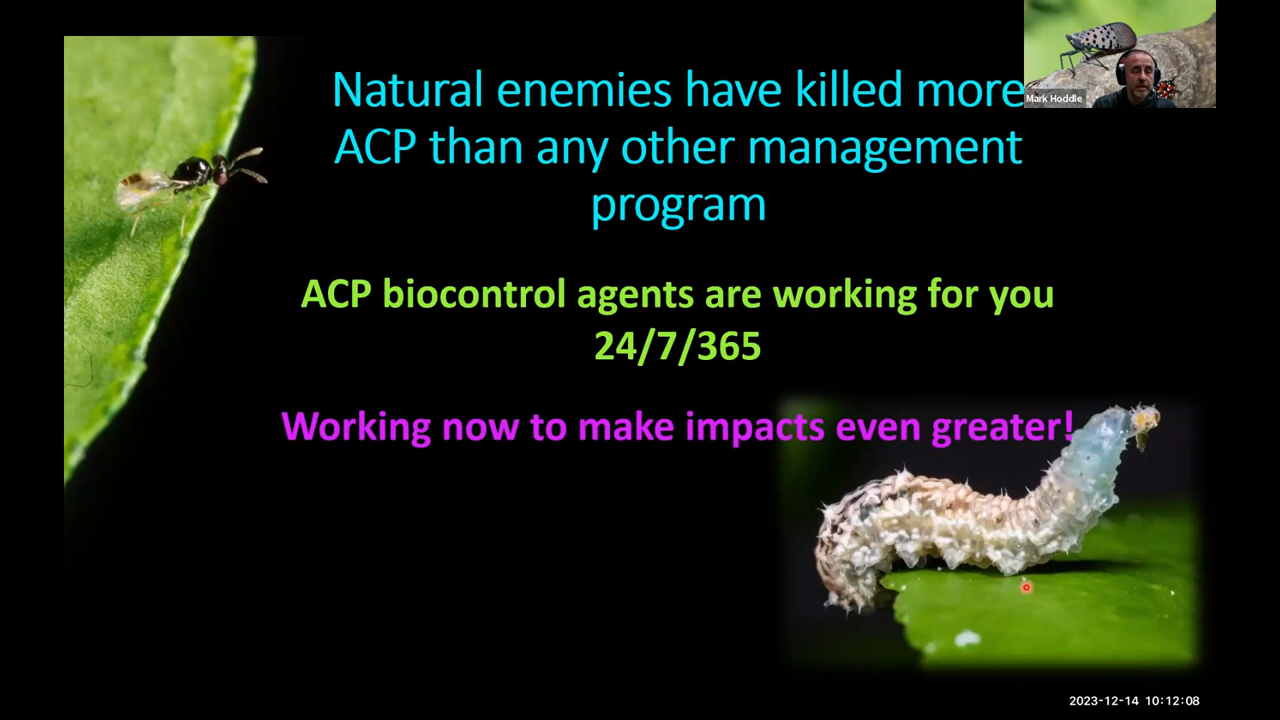 Natural enemies have killed more
ACP than any other management
program
Mark Hoddle
ACP biocontrol agents are working for you
24/7/365
Working now to make impacts even greater!
2023-12-14 10:12:08